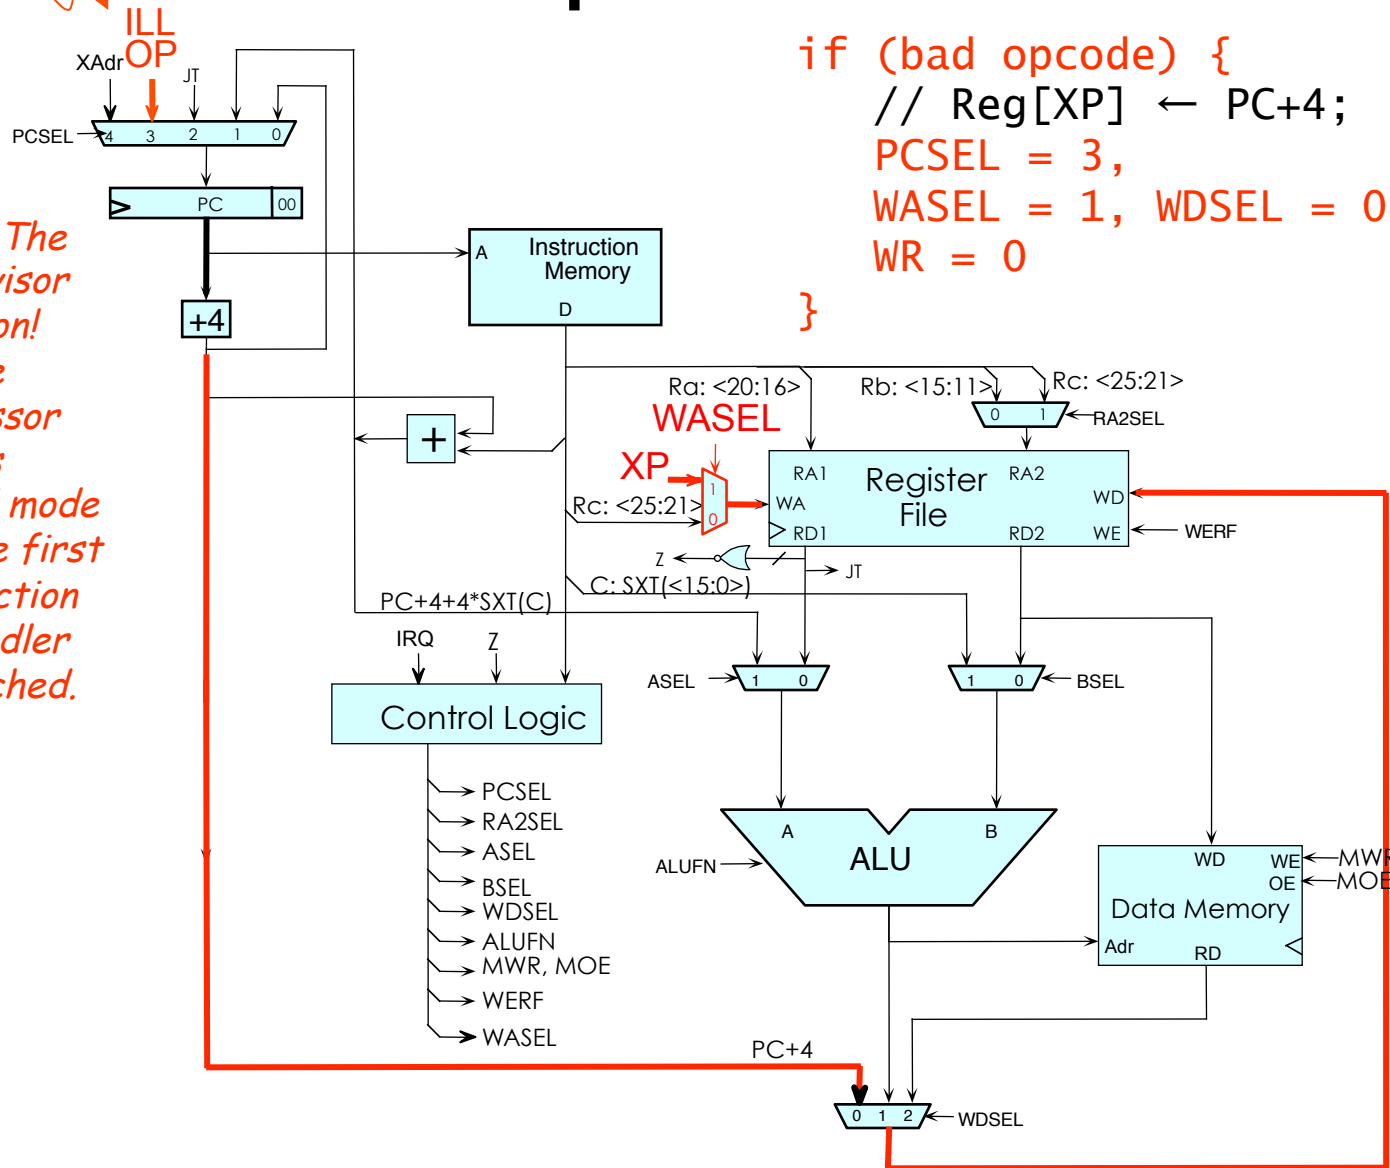 ILL
OP
XAdr
JT
PCSEL
4 3 2 1 0
PC 00
+4
if (bad opcode) {
// Reg[XP] ← PC+4;
PCSEL = 3,
WASEL = 1, WDSEL = 0
WR = 0
}
The
on!
mode
first
A
Instruction
Memory
D
+
Ra: <20:16>
Rb: <15:11>
Rc: <25:21>
0 1
RA2SEL
WASEL
XP
1
0
Rc: <25:21>
RA1
RA2
Register
File
WA
WD
RD1
RD2
WE
WERF
Z
JT
C: SXT(<15:0>)
PC+4+4*SXT(C)
IRQ
Z
ASEL
1 0
1 0
BSEL
Control Logic
PCSEL
RA2SEL
ASEL
BSEL
WDSEL
ALUFN
MWR, MOE
WERF
WASEL
A
B
ALU
ALUFN
WD
WE
MWR
OE
MOE
Data Memory
Adr
RD
PC+4
0 1 2
WDSEL